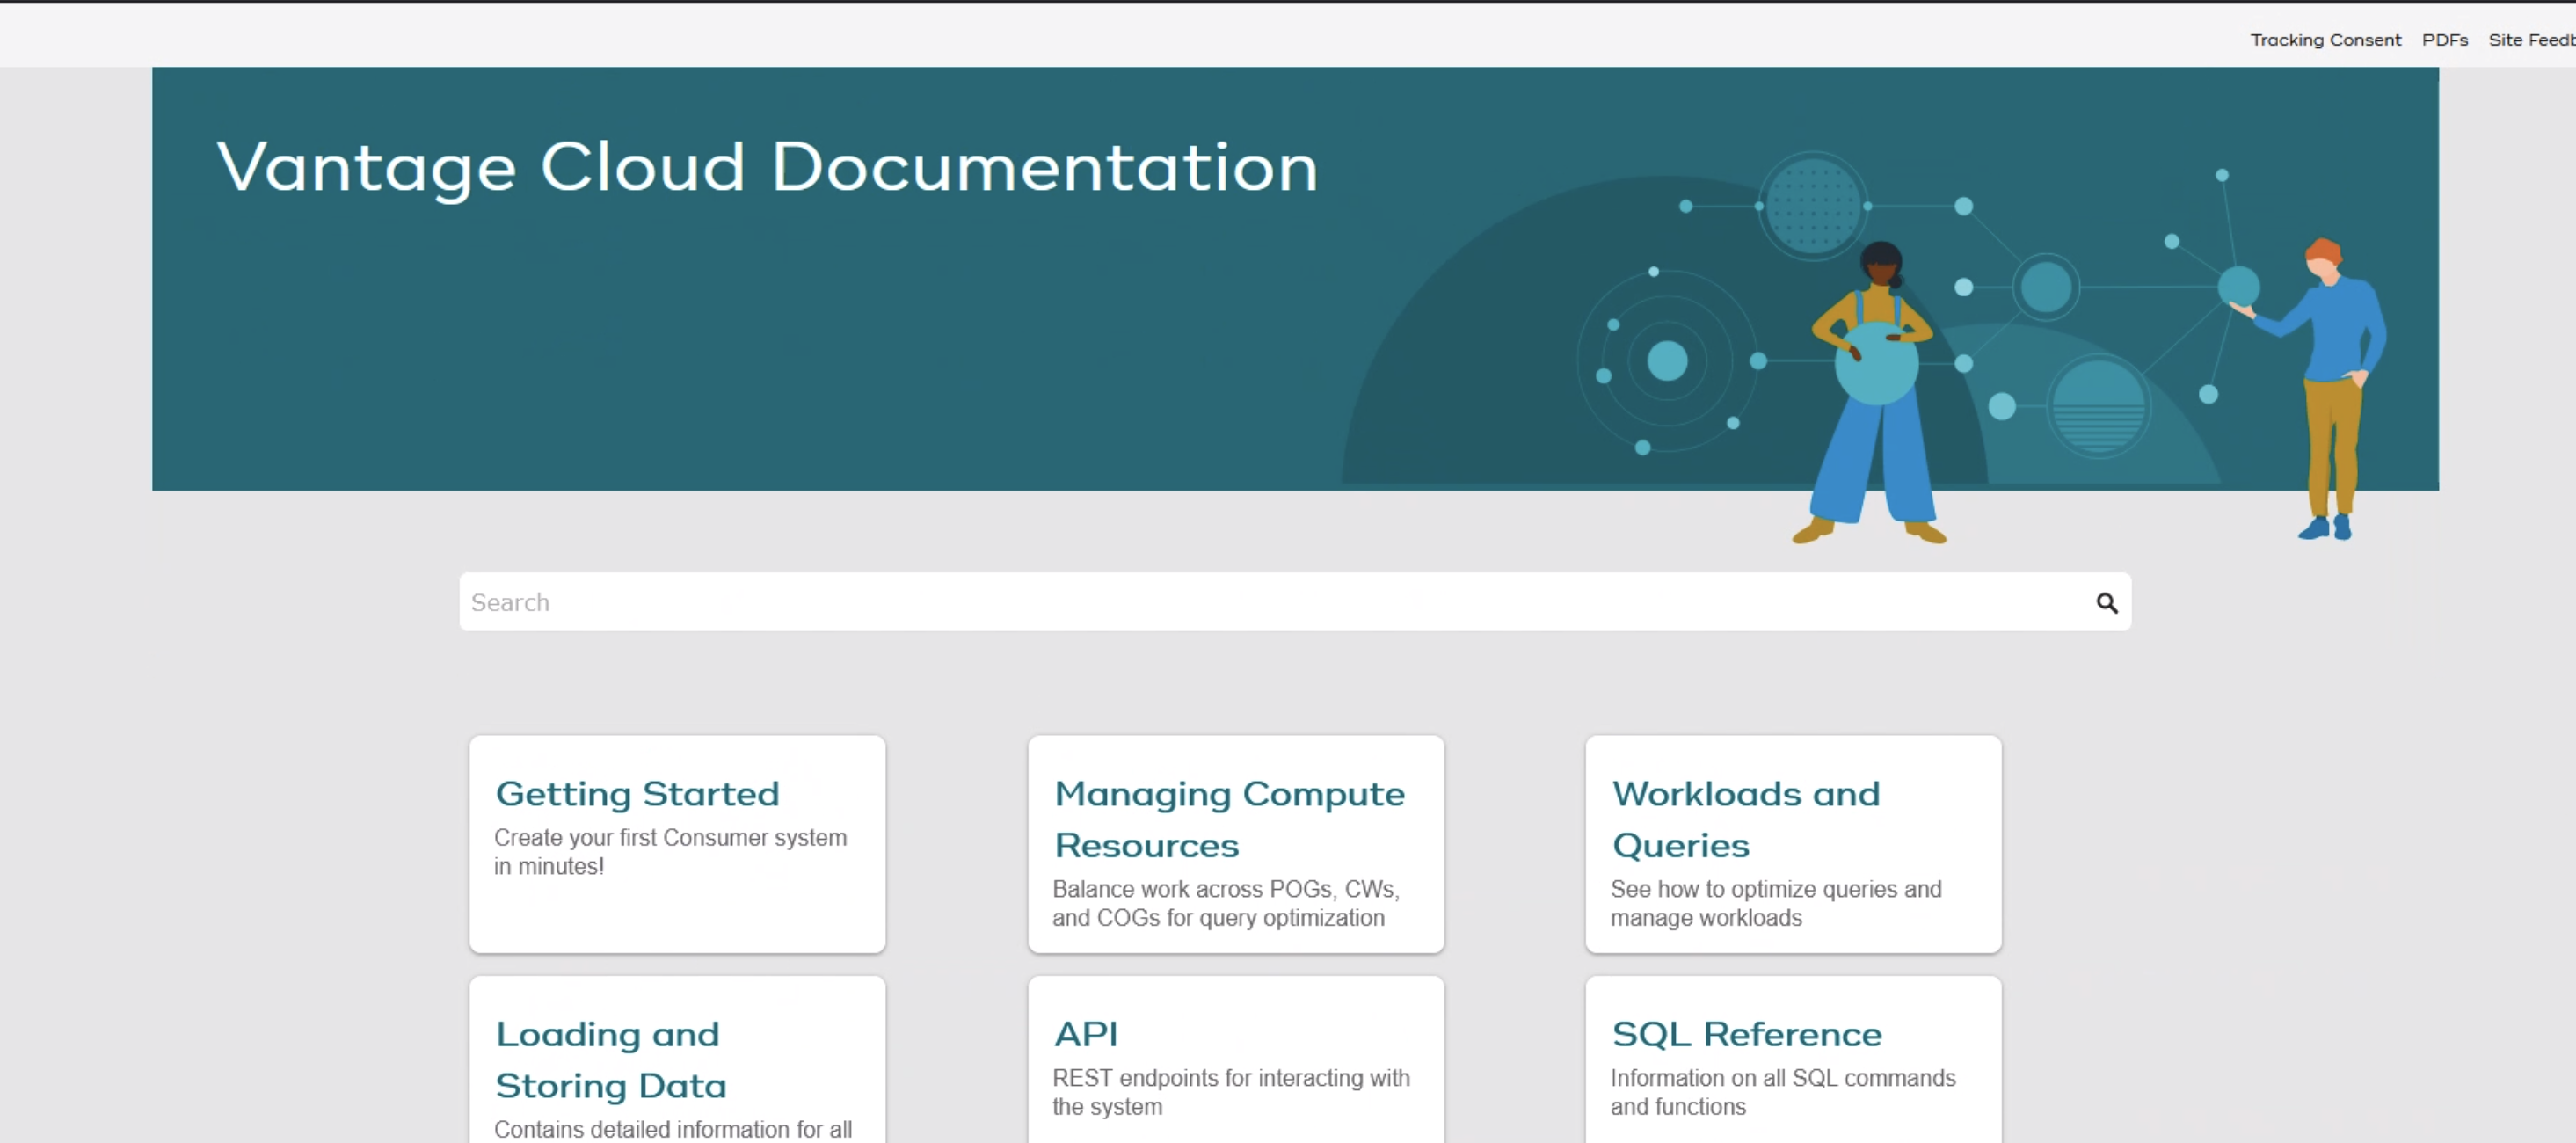 Tracking Consent PDFs Site Feedb
Vantage Cloud Documentation
Search
Getting Started
Create your first Consumer system
in minutes!
Managing Compute
Resources
Balance work across POGs, CWs,
and COGs for query optimization
Workloads and
Queries
See how to optimize queries and
manage workloads
Loading and
Storing Data
Contains detailed information for all
API
REST endpoints for interacting with
the system
SQL Reference
Information on all SQL commands
and functions